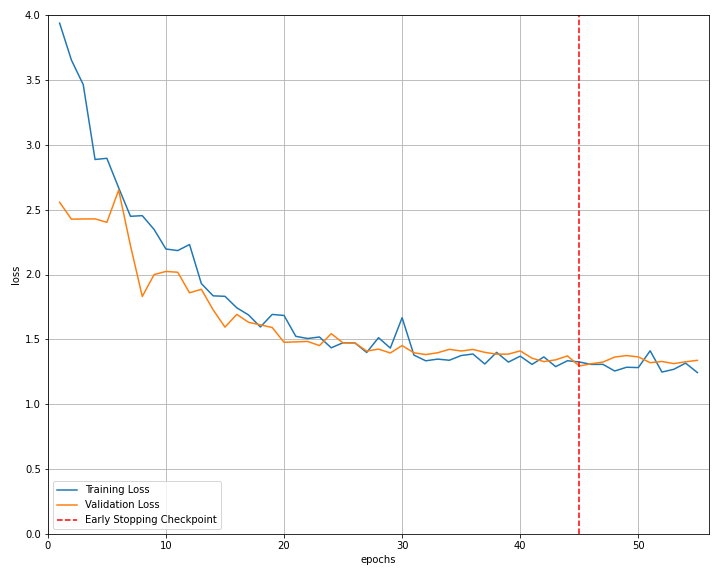 4.0
3.5
3.0
2.5
2.0
1.5
1.0
0.5
0.0
loss
Training Loss
Validation Loss
Early Stopping Checkpoint
0 10 20 30 40 50
epochs